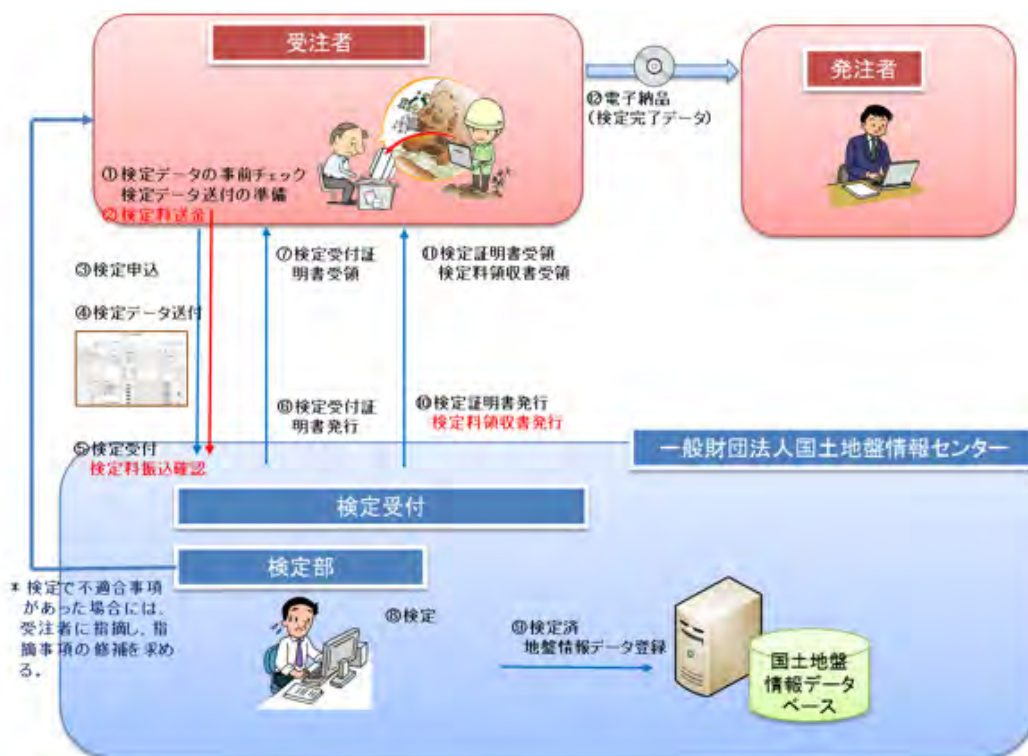 受注者
発注者
⑫電子納品
(検定完了データ)
①検定データの事前チェック
検定データ送付の準備
②検定料送金
③検定申込
⑦検定受付証
明書受領
⑪検定証明書受領
検定料領収書受領
④検定データ送付
⑥検定受付証
明書発行
⑩検定証明書発行
検定料領収書発行
⑤検定受付
検定料振込確認
一般財団法人国土地盤情報センター
検定受付
検定部
* 検定で不適合事項
があった場合には、
受注者に指摘し、指
摘事項の修補を求め
る。
⑧検定
⑨検定済
地盤情報データ登録
国土地盤
情報データ
ベース